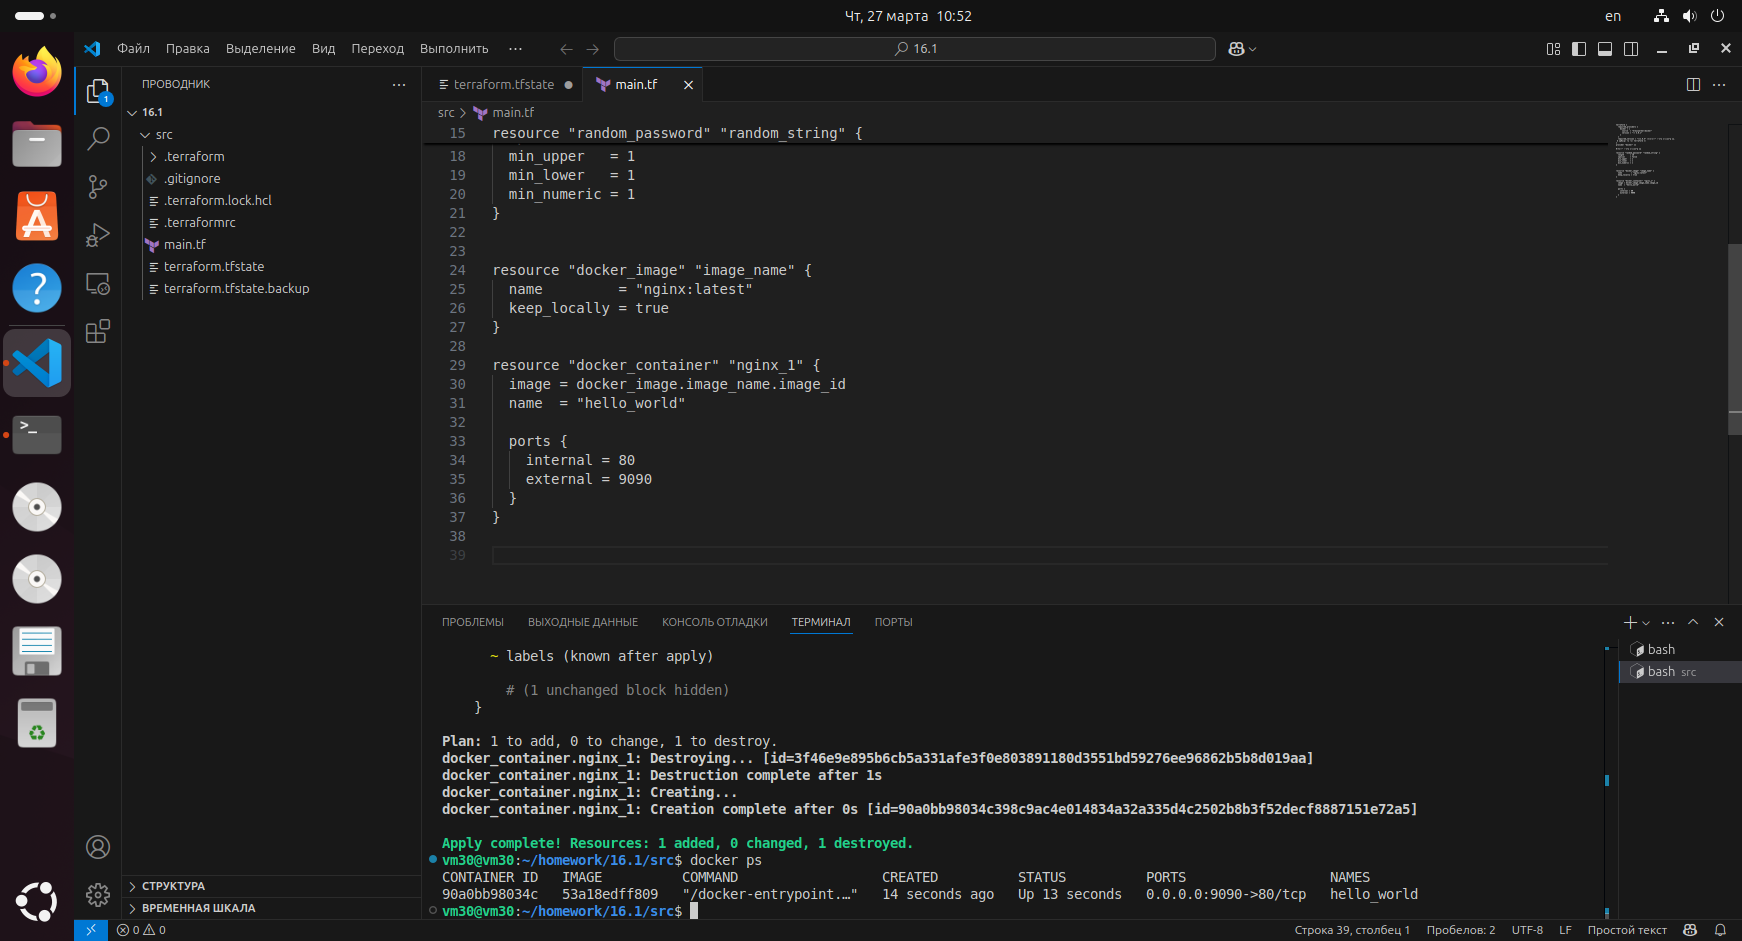 Чт, 27 марта 10:52
en
Файл Правка Выделение Вид Переход Выполнить ···
16.1
ПРОВОДНИК
16.1
src
.terraform
.gitignore
.terraform.lock.hcl
.terraformrc
main.tf
terraform.tfstate
terraform.tfstate.backup
СТРУКТУРА
ВРЕМЕННАЯ ШКАЛА
1
terraform.tfstate
main.tf
src > main.tf
15 resource "random_password" "random_string" {
18 min_upper = 1
19 min_lower = 1
20 min_numeric = 1
21 }
22
23
24 resource "docker_image" "image_name" {
25 name = "nginx:latest"
26 keep_locally = true
27 }
28
29 resource "docker_container" "nginx_1" {
30 image = docker_image.image_name.image_id
31 name = "hello_world"
32
33 ports {
34 internal = 80
35 external = 9090
36 }
37 }
38
39
ПРОБЛЕМЫ ВЫХОДНЫЕ ДАННЫЕ КОНСОЛЬ ОТЛАДКИ ТЕРМИНАЛ ПОРТЫ
~ labels (known after apply)
# (1 unchanged block hidden)
}
Plan: 1 to add, 0 to change, 1 to destroy.
docker_container.nginx_1: Destroying... [id=3f46e9e895b6cb5a331afe3f0e803891180d3551bd59276ee96862b5b8d019aa]
docker_container.nginx_1: Destruction complete after 1s
docker_container.nginx_1: Creating...
docker_container.nginx_1: Creation complete after 0s [id=90a0bb98034c398c9ac4e014834a32a335d4c2502b8b3f52decf8887151e72a5]
Apply complete! Resources: 1 added, 0 changed, 1 destroyed.
vm30@vm30:~/homework/16.1/src$ docker ps
CONTAINER ID IMAGE COMMAND CREATED STATUS PORTS NAMES
90a0bb98034c 53a18edff809 "/docker-entrypoint.…" 14 seconds ago Up 13 seconds 0.0.0.0:9090->80/tcp hello_world
vm30@vm30:~/homework/16.1/src$
bash
bash src
0 0
Строка 39, столбец 1 Пробелов: 2 UTF-8 LF Простой текст